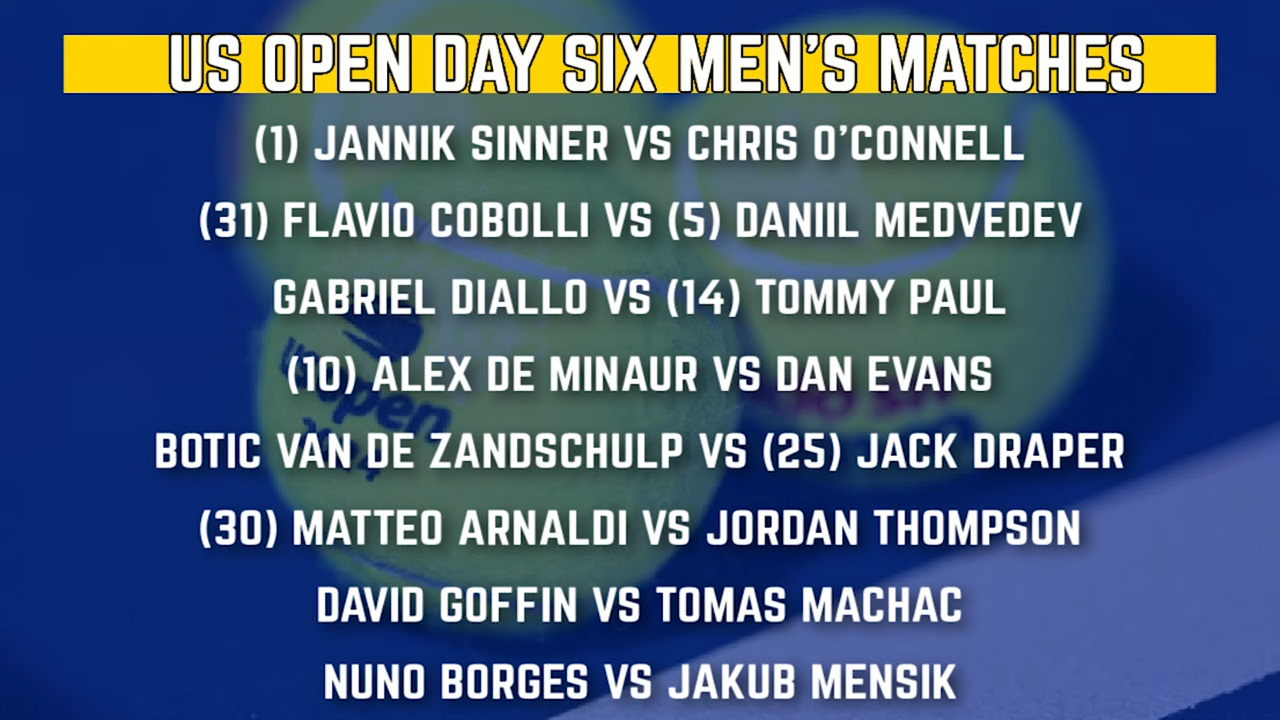 US OPEN DAY SIX MEN'S MATCHES
(1) JANNIK SINNER VS CHRIS O'CONNELL
(31) FLAVIO COBOLLI VS (5) DANIIL MEDVEDEV
GABRIEL DIALLO VS (14) TOMMY PAUL
(10) ALEX DE MINAUR VS DAN EVANS
BOTIC VAN DE ZANDSCHULP VS (25) JACK DRAPER
(30) MATTEO ARNALDI VS JORDAN THOMPSON
DAVID GOFFIN VS TOMAS MACHAC
NUNO BORGES VS JAKUB MENSIK